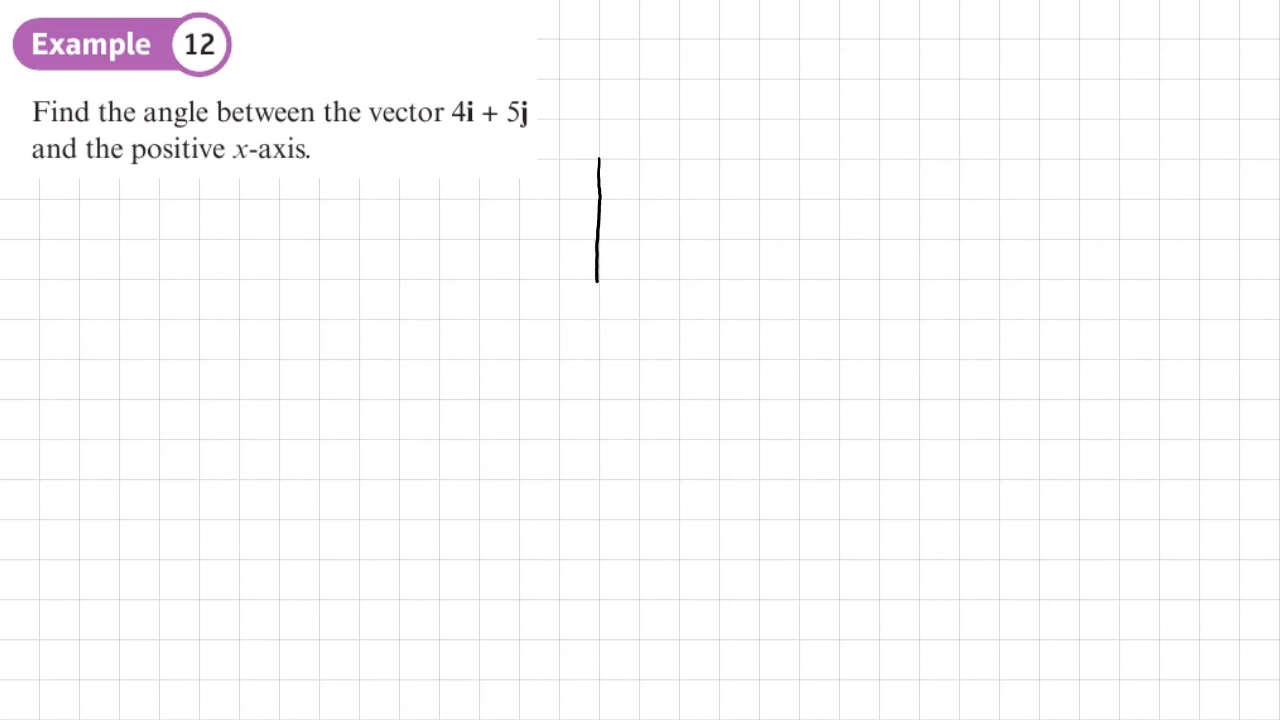 Example 12
Find the angle between the vector 4i + 5j
and the positive x-axis.